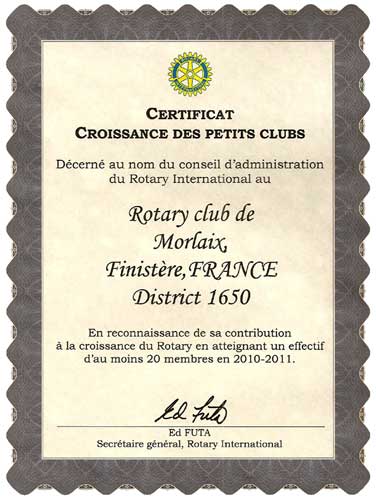 CERTIFICAT
CROISSANCE DES PETITS CLUBS
Décerné au nom du conseil d'administration
du Rotary International au
Rotary club de
Morlaix,
Finistère, FRANCE
District 1650
En reconnaissance de sa contribution
à la croissance du Rotary en atteignant un effectif
d'au moins 20 membres en 2010-2011.
Ed Futa
Ed FUTA
Secrétaire général, Rotary International